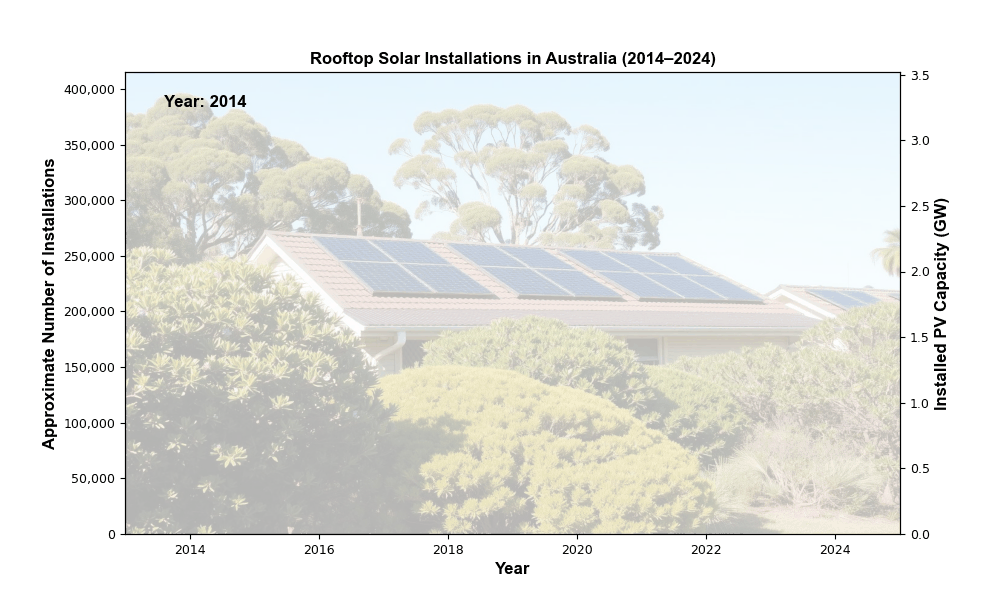 Rooftop Solar Installations in Australia (2014–2024)
Year: 2014
Approximate Number of Installations
400,000
350,000
300,000
250,000
200,000
150,000
100,000
50,000
0
Installed PV Capacity (GW)
3.5
3.0
2.5
2.0
1.5
1.0
0.5
0.0
2014 2016 2018 2020 2022 2024
Year